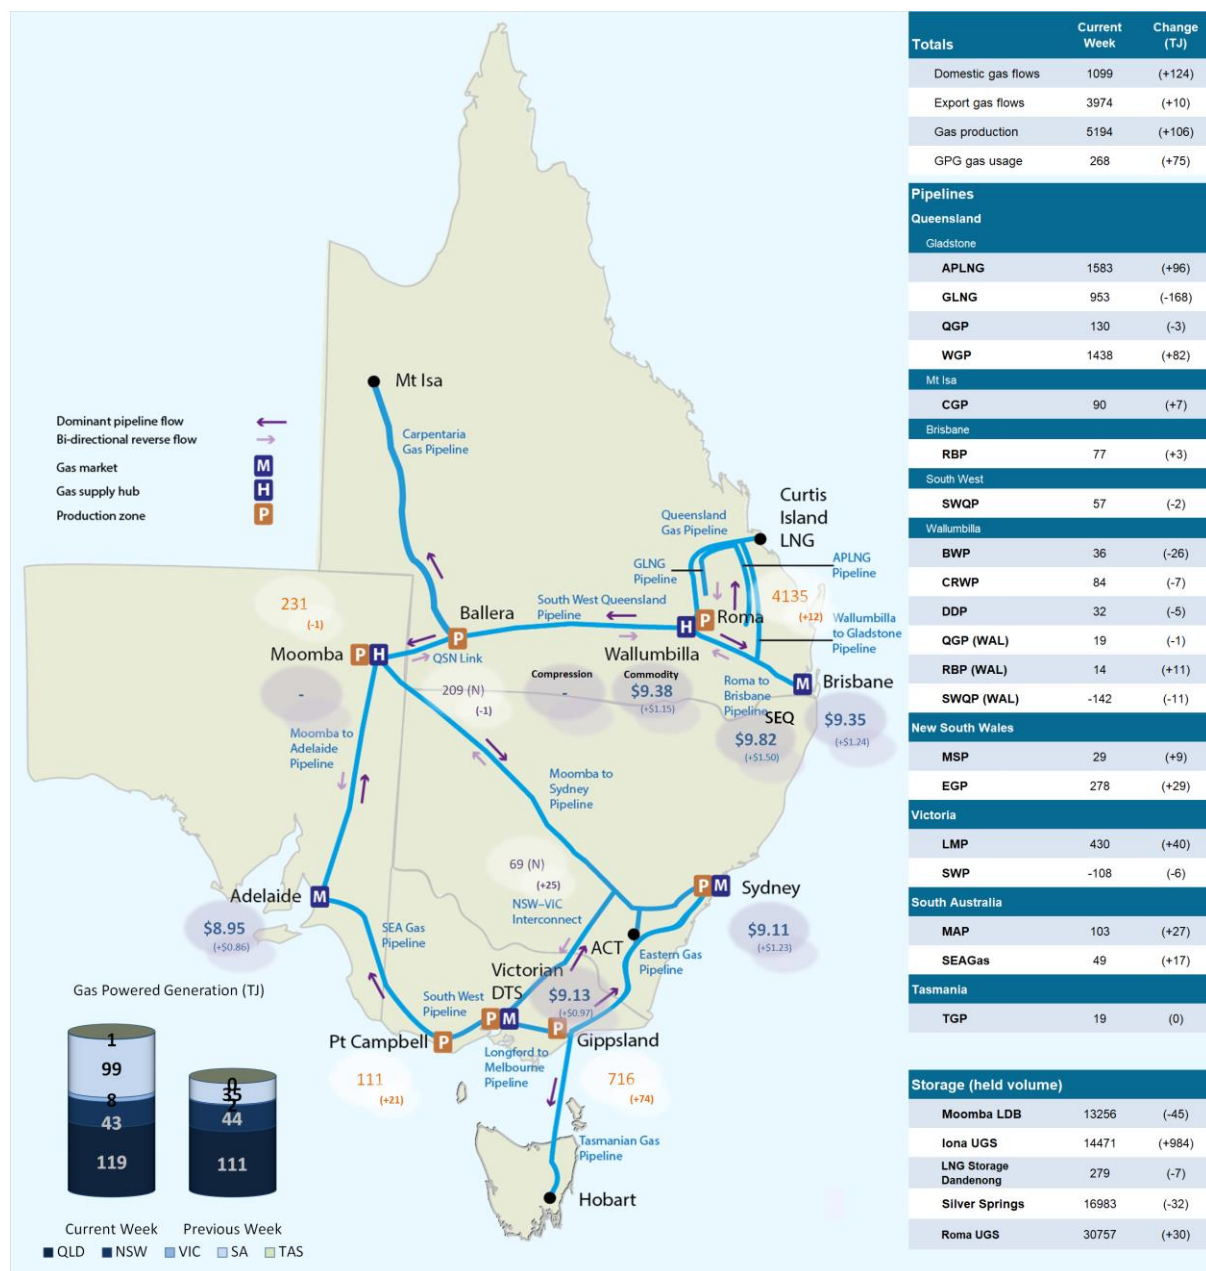 Dominant pipeline flow
Bi-directional reverse flow
Gas market M
Gas supply hub H
Production zone P
Mt Isa
Carpentaria
Gas Pipeline
Curtis
Island
LNG
Queensland
Gas Pipeline
GLNG
Pipeline
APLNG
Pipeline
4135
(+12)
Wallumbilla
to Gladstone
Pipeline
South West Queensland
Pipeline
Ballera
P
QSN Link
H P Roma
Wallumbilla
231
(-1)
Moomba P H
-
209 (N)
(-1)
Compression
-
Commodity
$9.38
(+$1.15)
Roma to
Brisbane
Pipeline
M Brisbane
SEQ
$9.82
(+$1.50)
$9.35
(+$1.24)
Moomba to
Adelaide
Pipeline
Moomba to
Sydney
Pipeline
69 (N)
(+25)
NSW–VIC
Interconnect
P M Sydney
$9.11
(+$1.23)
Adelaide M
$8.95
(+$0.86)
SEA Gas
Pipeline
ACT
Eastern Gas
Pipeline
Victorian
DTS
$9.13
(+$0.97)
South West
Pipeline
P M
P
Gippsland
Pt Campbell P
Longford to
Melbourne
Pipeline
111
(+21)
716
(+74)
Tasmanian Gas
Pipeline
Hobart
Gas Powered Generation (TJ)
1
99
8
43
119
0
35
2
44
111
Current Week Previous Week
QLD NSW VIC SA TAS
Totals Current Week Change (TJ)
Domestic gas flows 1099 (+124)
Export gas flows 3974 (+10)
Gas production 5194 (+106)
GPG gas usage 268 (+75)
Pipelines
Queensland
Gladstone
APLNG 1583 (+96)
GLNG 953 (-168)
QGP 130 (-3)
WGP 1438 (+82)
Mt Isa
CGP 90 (+7)
Brisbane
RBP 77 (+3)
South West
SWQP 57 (-2)
Wallumbilla
BWP 36 (-26)
CRWP 84 (-7)
DDP 32 (-5)
QGP (WAL) 19 (-1)
RBP (WAL) 14 (+11)
SWQP (WAL) -142 (-11)
New South Wales
MSP 29 (+9)
EGP 278 (+29)
Victoria
LMP 430 (+40)
SWP -108 (-6)
South Australia
MAP 103 (+27)
SEAGas 49 (+17)
Tasmania
TGP 19 (0)
Storage (held volume)
Moomba LDB 13256 (-45)
Iona UGS 14471 (+984)
LNG Storage Dandenong 279 (-7)
Silver Springs 16983 (-32)
Roma UGS 30757 (+30)